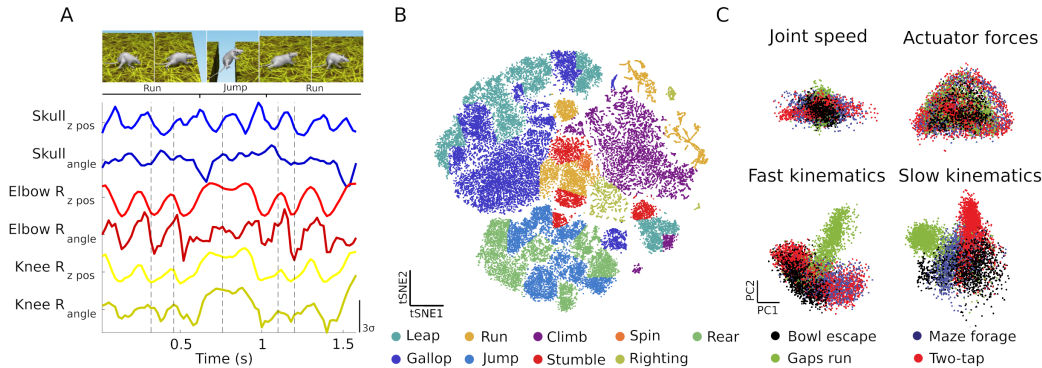 A
Run
Jump
Run
Skull z pos
Skull angle
Elbow R z pos
Elbow R angle
Knee R z pos
Knee R angle
3σ
0.5
1
1.5
Time (s)
B
tSNE2
tSNE1
Leap
Run
Climb
Spin
Rear
Gallop
Jump
Stumble
Righting
C
Joint speed
Actuator forces
Fast kinematics
Slow kinematics
PC2
PC1
Bowl escape
Maze forage
Gaps run
Two-tap